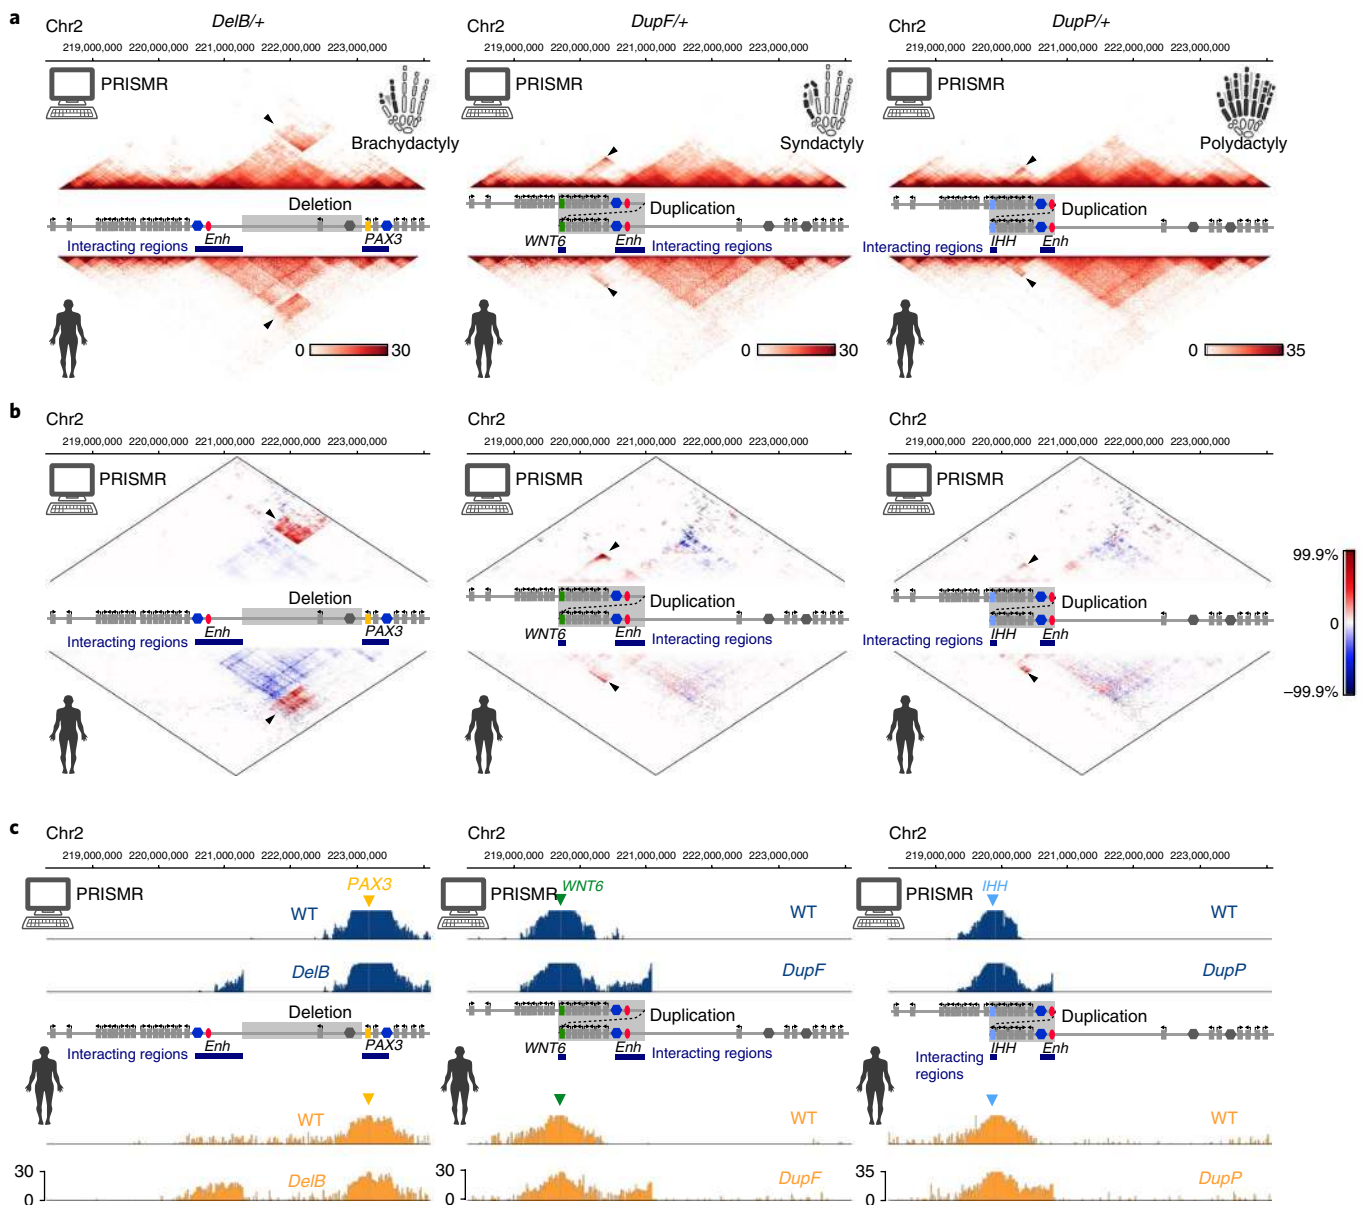 a
Chr2 DelB/+ DupF/+ Chr2 DupP/+ Chr2
219,000,000 220,000,000 221,000,000 222,000,000 223,000,000
219,000,000 220,000,000 221,000,000 222,000,000 223,000,000
219,000,000 220,000,000 221,000,000 222,000,000 223,000,000
PRISMR PRISMR PRISMR
Brachydactyly Syndactyly Polydactyly
Deletion Duplication Duplication
Interacting regions Enh PAX3 WNT6 Enh Interacting regions Interacting regions IHH Enh
0 30 0 30 0 35
b
Chr2 Chr2 Chr2
219,000,000 220,000,000 221,000,000 222,000,000 223,000,000
219,000,000 220,000,000 221,000,000 222,000,000 223,000,000
219,000,000 220,000,000 221,000,000 222,000,000 223,000,000
PRISMR PRISMR PRISMR
99.9%
0
–99.9%
Deletion Duplication Duplication
Interacting regions Enh PAX3 WNT6 Enh Interacting regions Interacting regions IHH Enh
c
Chr2 Chr2 Chr2
219,000,000 220,000,000 221,000,000 222,000,000 223,000,000
219,000,000 220,000,000 221,000,000 222,000,000 223,000,000
219,000,000 220,000,000 221,000,000 222,000,000 223,000,000
PRISMR PAX3 PRISMR WNT6 PRISMR IHH
WT WT WT
DelB DupF DupP
Deletion Duplication Duplication
Interacting regions Enh PAX3 WNT6 Enh Interacting regions Interacting regions IHH Enh
WT WT WT
30 0 DelB 30 0 DupF 35 0 DupP